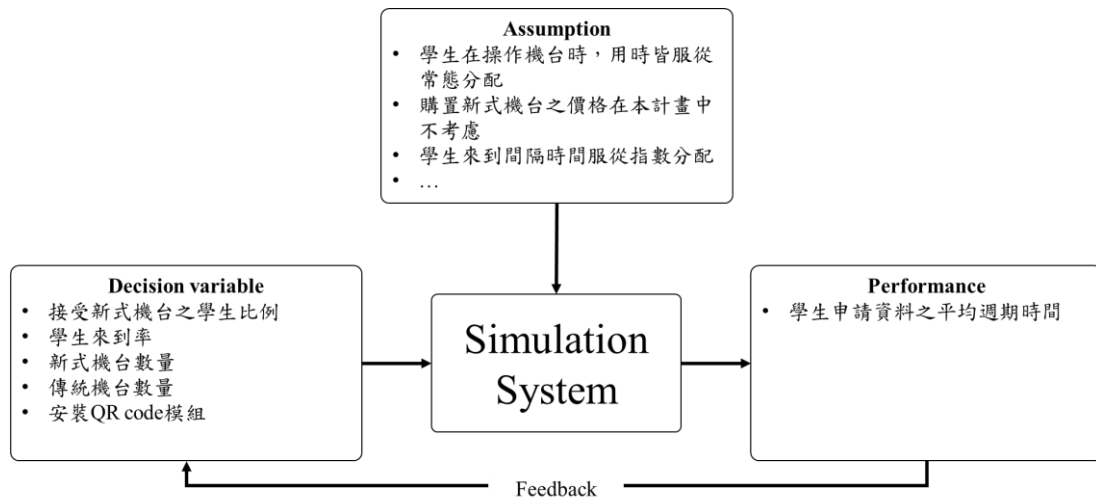 Assumption
• 學生在操作機台時，用時皆服從
常態分配
• 購置新式機台之價格在本計畫中
不考慮
• 學生來到間隔時間服從指數分配
• …
Decision variable
• 接受新式機台之學生比例
• 學生來到率
• 新式機台數量
• 傳統機台數量
• 安裝QR code模組
Simulation
System
Performance
• 學生申請資料之平均週期時間
Feedback